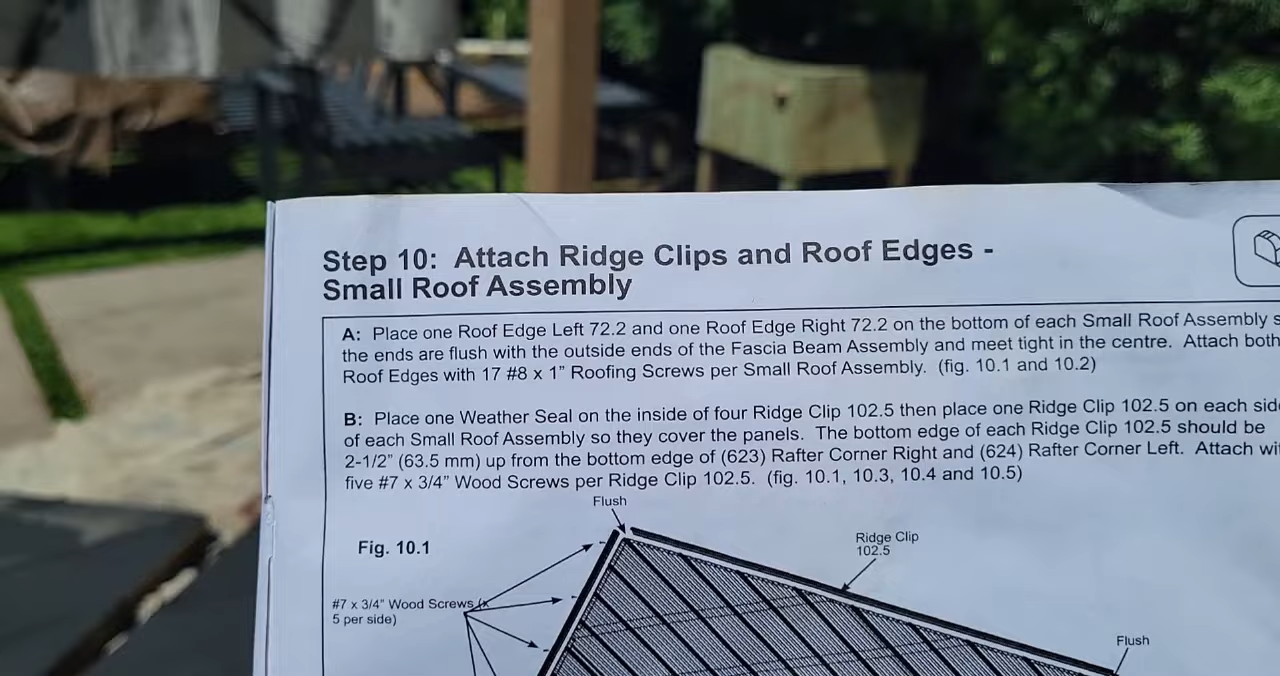 Step 10: Attach Ridge Clips and Roof Edges -
Small Roof Assembly
A: Place one Roof Edge Left 72.2 and one Roof Edge Right 72.2 on the bottom of each Small Roof Assembly s
the ends are flush with the outside ends of the Fascia Beam Assembly and meet tight in the centre. Attach both
Roof Edges with 17 #8 x 1” Roofing Screws per Small Roof Assembly. (fig. 10.1 and 10.2)
B: Place one Weather Seal on the inside of four Ridge Clip 102.5 then place one Ridge Clip 102.5 on each sid
of each Small Roof Assembly so they cover the panels. The bottom edge of each Ridge Clip 102.5 should be
2-1/2” (63.5 mm) up from the bottom edge of (623) Rafter Corner Right and (624) Rafter Corner Left. Attach wi
five #7 x 3/4” Wood Screws per Ridge Clip 102.5. (fig. 10.1, 10.3, 10.4 and 10.5)
Flush
Fig. 10.1
Ridge Clip
102.5
#7 x 3/4” Wood Screws (x
5 per side)
Flush